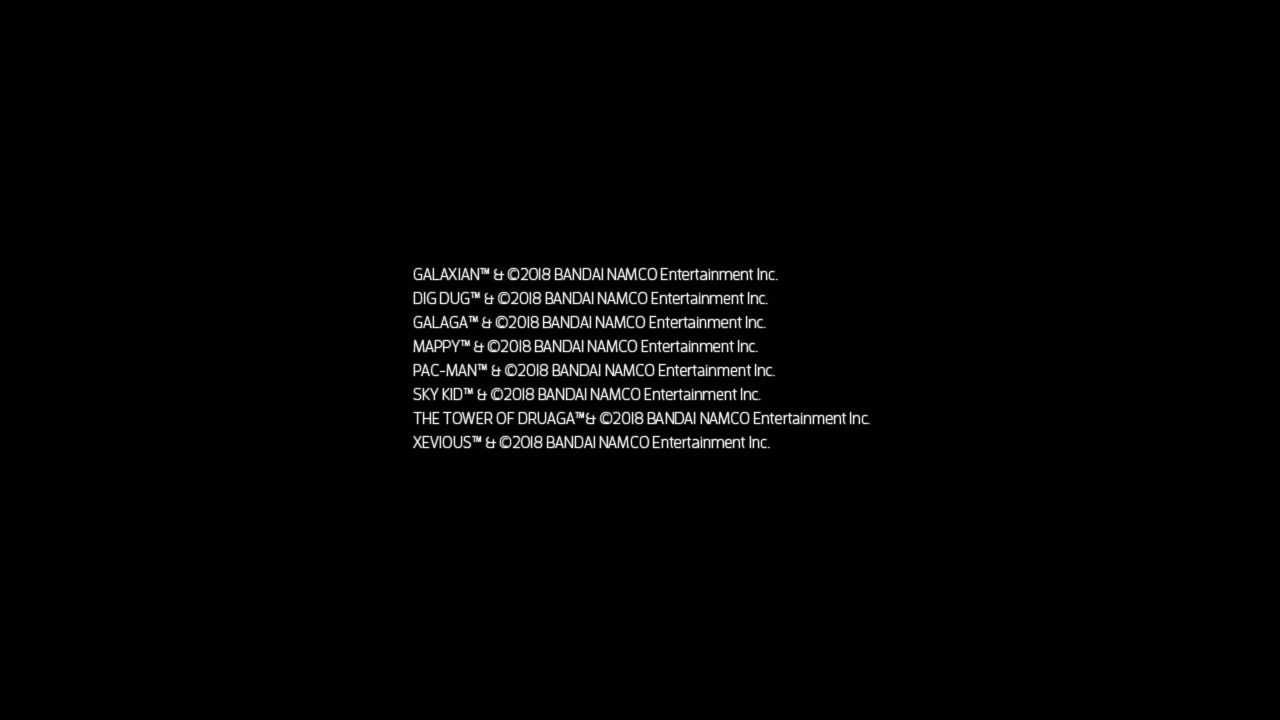 GALAXIAN™ & ©2018 BANDAI NAMCO Entertainment Inc.
DIG DUG™ & ©2018 BANDAI NAMCO Entertainment Inc.
GALAGA™ & ©2018 BANDAI NAMCO Entertainment Inc.
MAPPY™ & ©2018 BANDAI NAMCO Entertainment Inc.
PAC-MAN™ & ©2018 BANDAI NAMCO Entertainment Inc.
SKY KID™ & ©2018 BANDAI NAMCO Entertainment Inc.
THE TOWER OF DRUAGA™& ©2018 BANDAI NAMCO Entertainment Inc.
XEVIOUS™ & ©2018 BANDAI NAMCO Entertainment Inc.